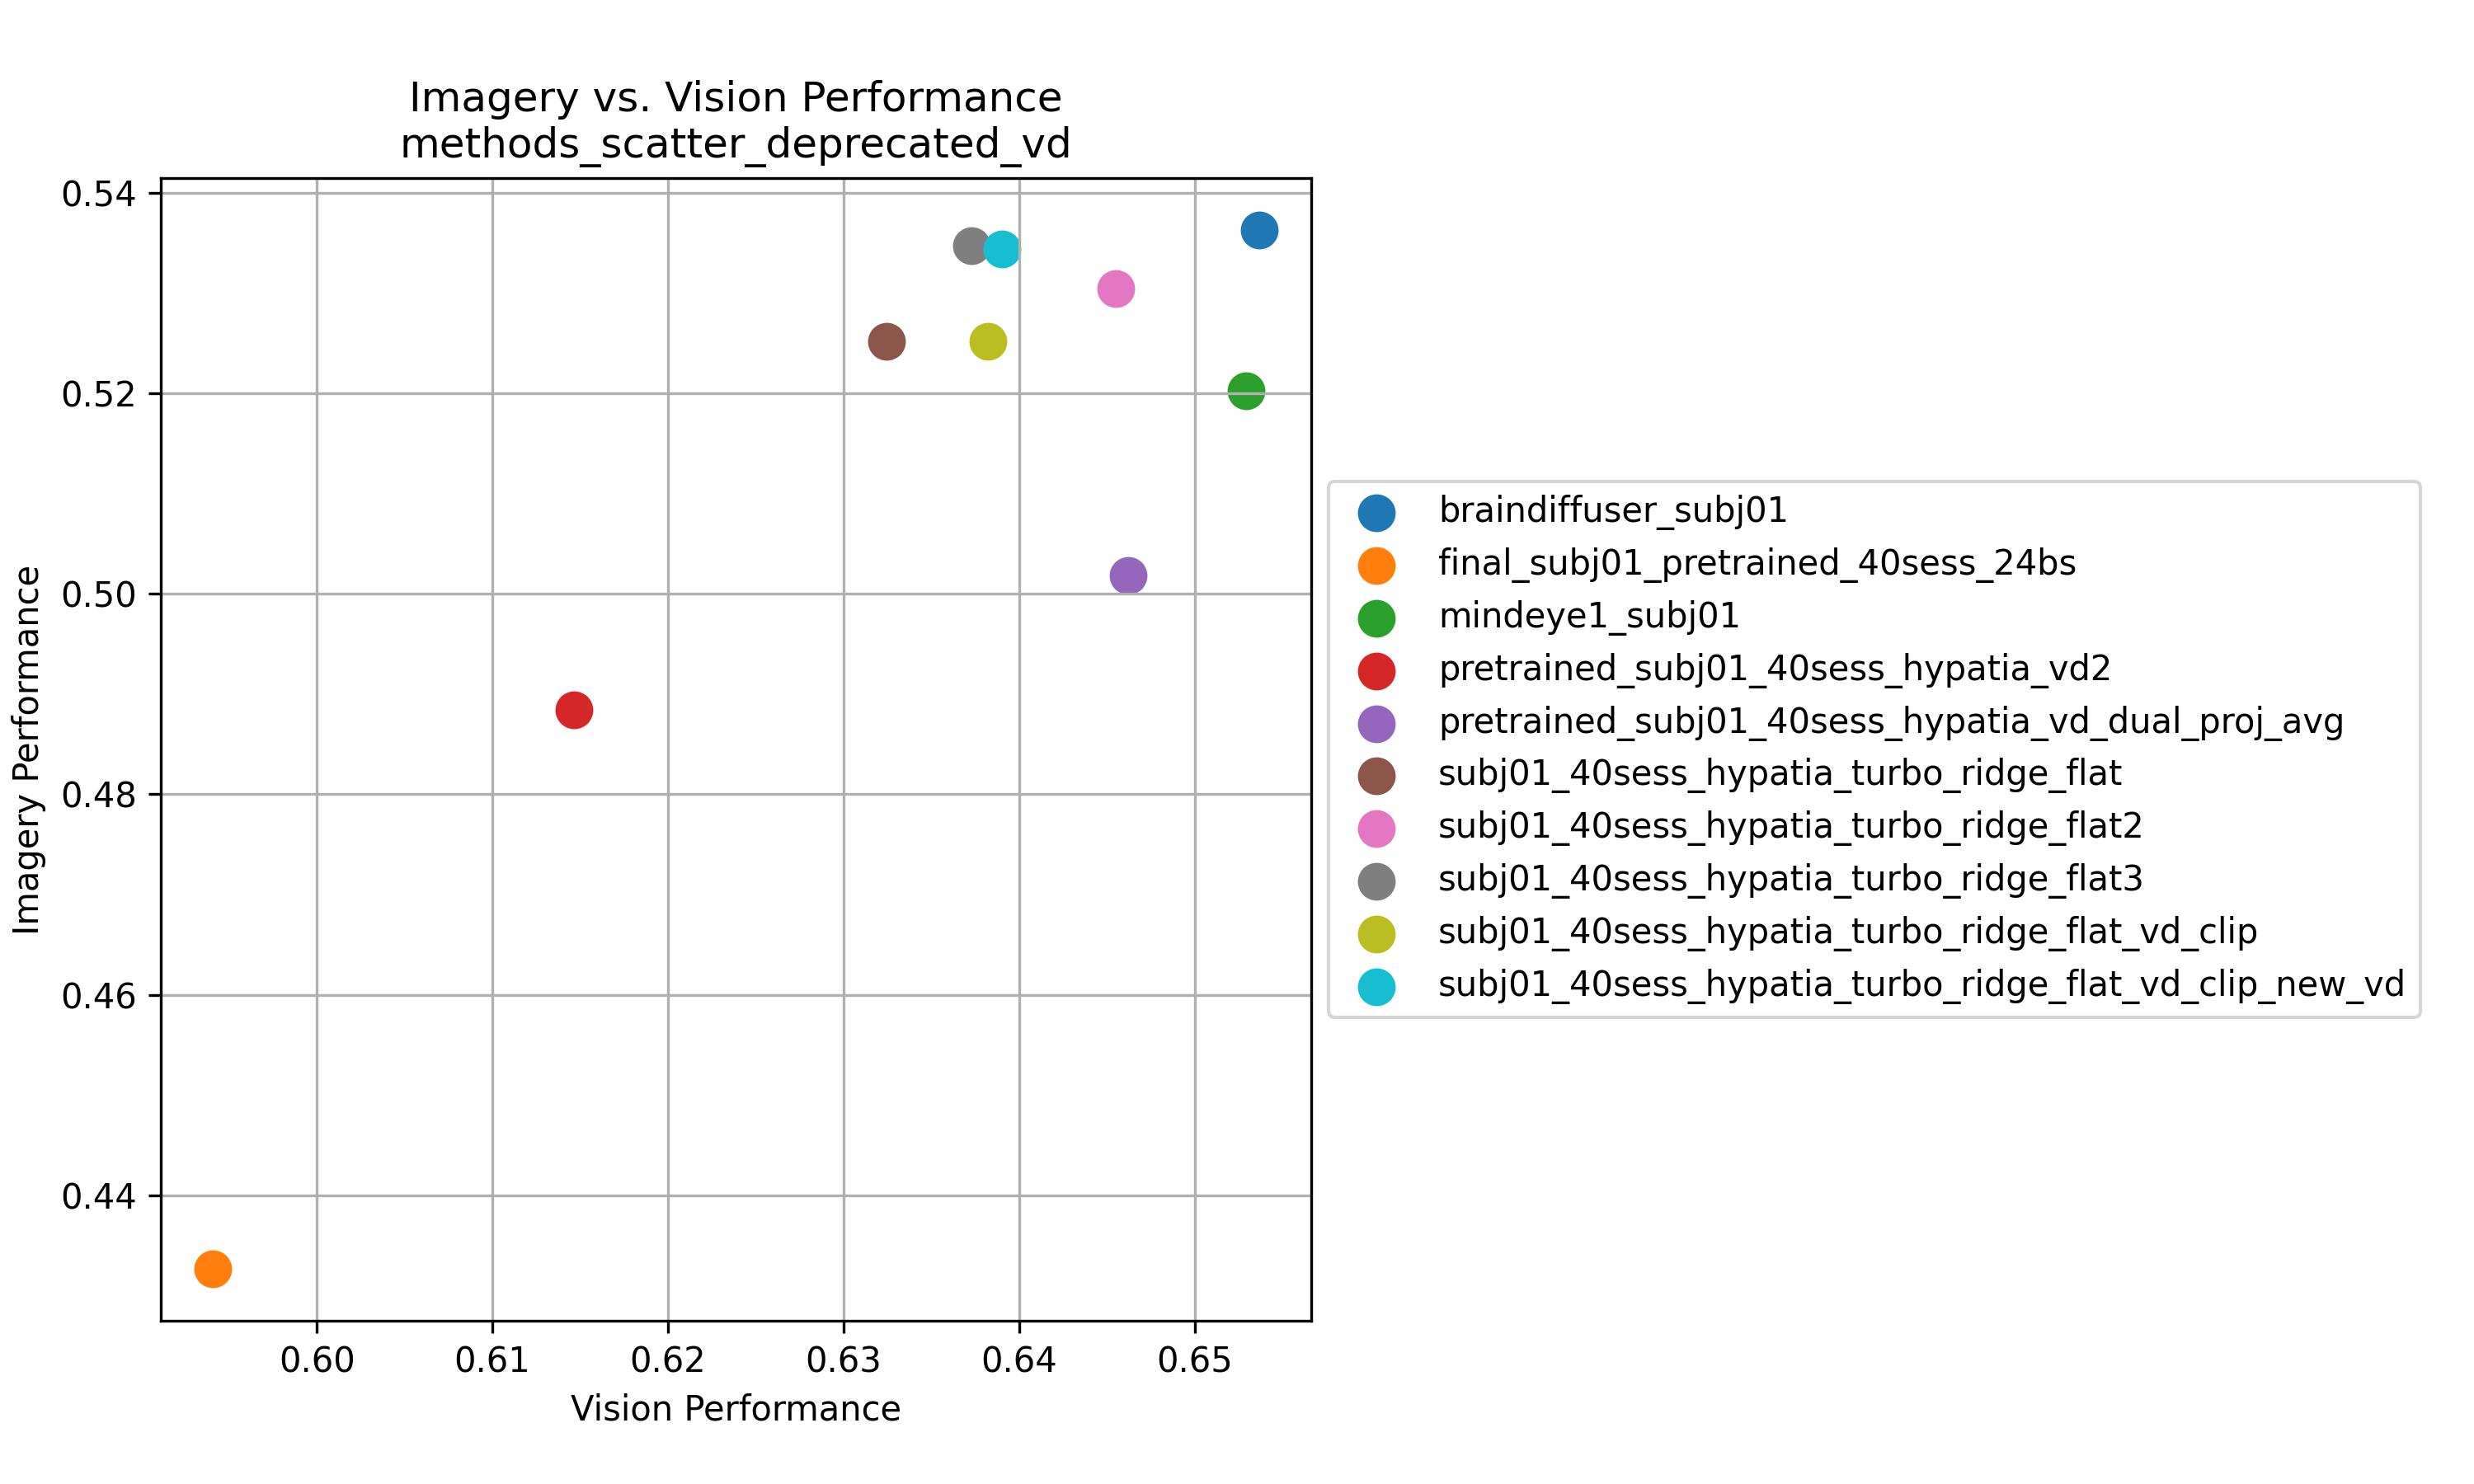 Imagery vs. Vision Performance
methods_scatter_deprecated_vd
0.54
0.52
0.50
0.48
0.46
0.44
Imagery Performance
0.60 0.61 0.62 0.63 0.64 0.65
Vision Performance
braindiffuser_subj01
final_subj01_pretrained_40sess_24bs
mindeye1_subj01
pretrained_subj01_40sess_hypatia_vd2
pretrained_subj01_40sess_hypatia_vd_dual_proj_avg
subj01_40sess_hypatia_turbo_ridge_flat
subj01_40sess_hypatia_turbo_ridge_flat2
subj01_40sess_hypatia_turbo_ridge_flat3
subj01_40sess_hypatia_turbo_ridge_flat_vd_clip
subj01_40sess_hypatia_turbo_ridge_flat_vd_clip_new_vd